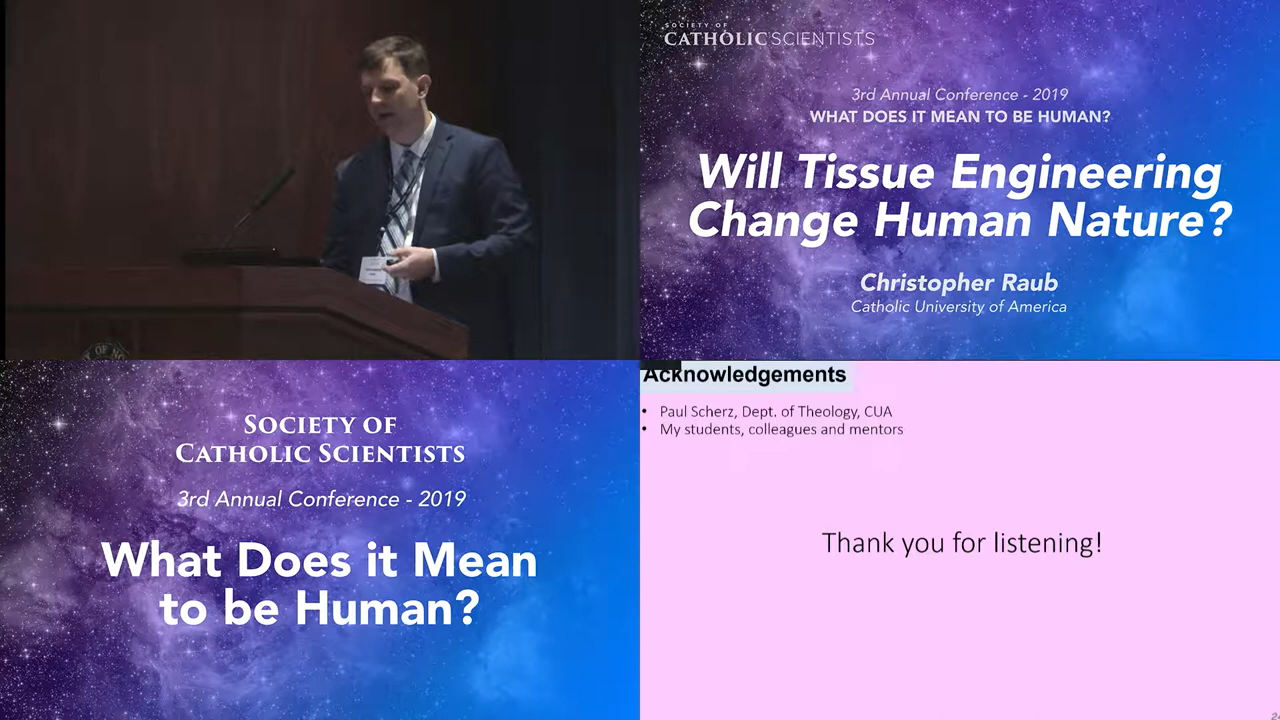 SOCIETY OF
CATHOLIC SCIENTISTS
3rd Annual Conference - 2019
WHAT DOES IT MEAN TO BE HUMAN?
Will Tissue Engineering
Change Human Nature?
Christopher Raub
Catholic University of America
SOCIETY OF
CATHOLIC SCIENTISTS
3rd Annual Conference - 2019
What Does it Mean
to be Human?
Acknowledgements
• Paul Scherz, Dept. of Theology, CUA
• My students, colleagues and mentors
Thank you for listening!